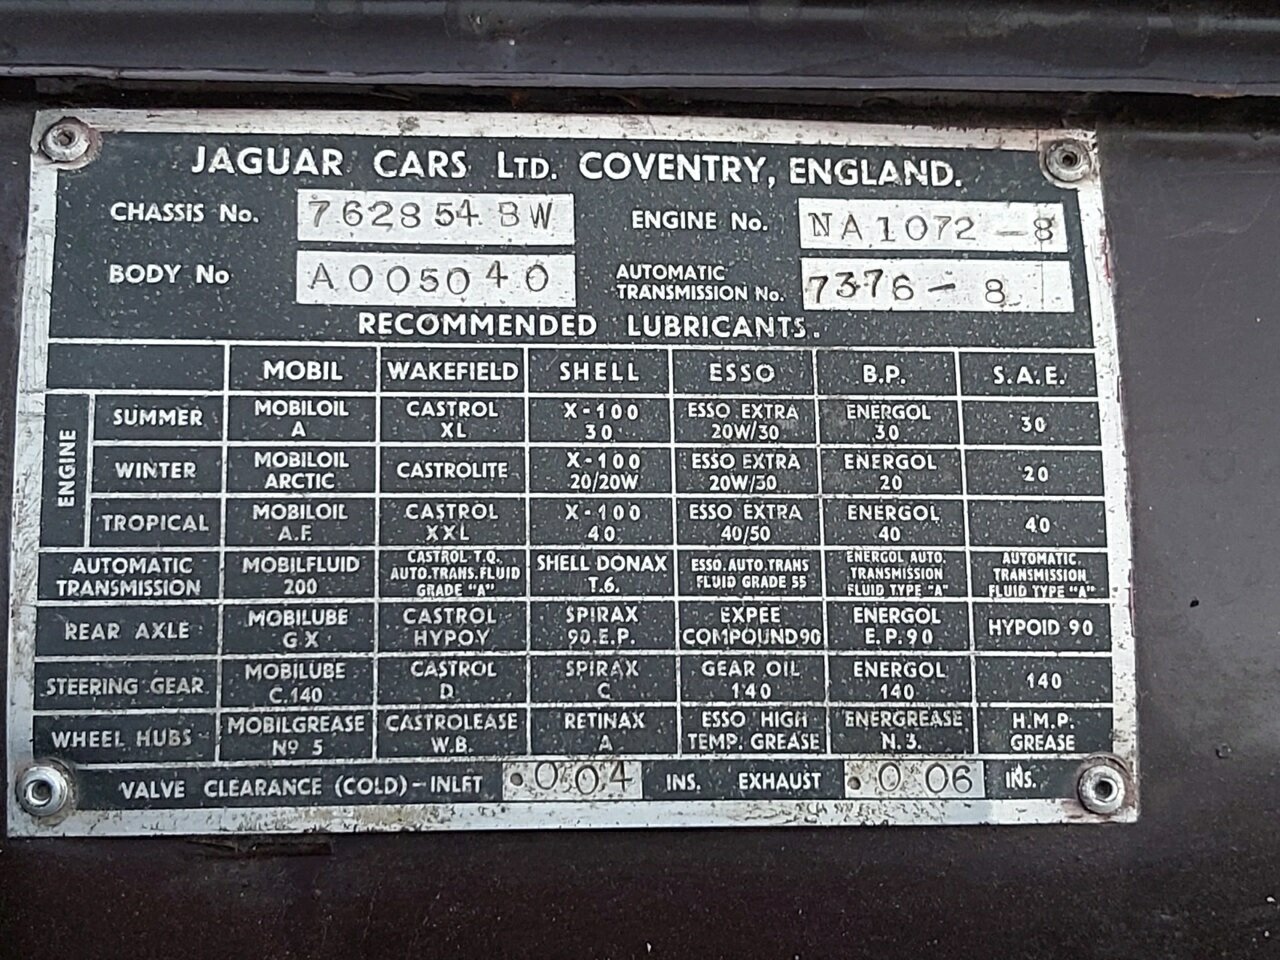 JAGUAR CARS LTD. COVENTRY, ENGLAND.
CHASSIS No. 762854 BW ENGINE No. NA 1072 - 8
BODY No A005040 AUTOMATIC TRANSMISSION No. 7376 - 8
RECOMMENDED LUBRICANTS.
MOBIL WAKEFIELD SHELL ESSO B.P. S.A.E.
ENGINE
SUMMER MOBILOIL A CASTROL XL X-100 30 ESSO EXTRA 20W/30 ENERGOL 30 30
WINTER MOBILOIL ARCTIC CASTROLITE X-100 20/20W ESSO EXTRA 20W/30 ENERGOL 20 20
TROPICAL MOBILOIL A.F. CASTROL XXL X-100 40 ESSO EXTRA 40/50 ENERGOL 40 40
AUTOMATIC TRANSMISSION MOBILFLUID 200 CASTROL T.Q. AUTO.TRANS.FLUID GRADE "A" SHELL DONAX T.6. ESSO. AUTO TRANS FLUID GRADE 55 ENERGOL AUTO. TRANSMISSION FLUID TYPE "A" AUTOMATIC TRANSMISSION FLUID TYPE "A"
REAR AXLE MOBILUBE GX CASTROL HYPOY SPIRAX 90.E.P. EXPEE COMPOUND90 ENERGOL E.P.90 HYPOID 90
STEERING GEAR MOBILUBE C.140 CASTROL D SPIRAX C GEAR OIL 140 ENERGOL 140 140
WHEEL HUBS MOBILGREASE Nº 5 CASTROLEASE W.B. RETINAX A ESSO HIGH TEMP. GREASE ENERGREASE N.3. H.M.P. GREASE
VALVE CLEARANCE (COLD)-INLET .004 INS. EXHAUST .006 INS.